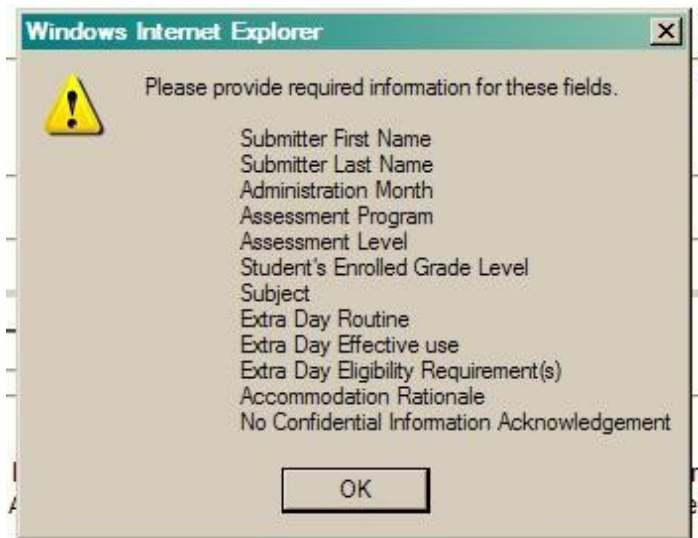 Windows Internet Explorer
Please provide required information for these fields.
Submitter First Name
Submitter Last Name
Administration Month
Assessment Program
Assessment Level
Student's Enrolled Grade Level
Subject
Extra Day Routine
Extra Day Effective use
Extra Day Eligibility Requirement(s)
Accommodation Rationale
No Confidential Information Acknowledgement
OK